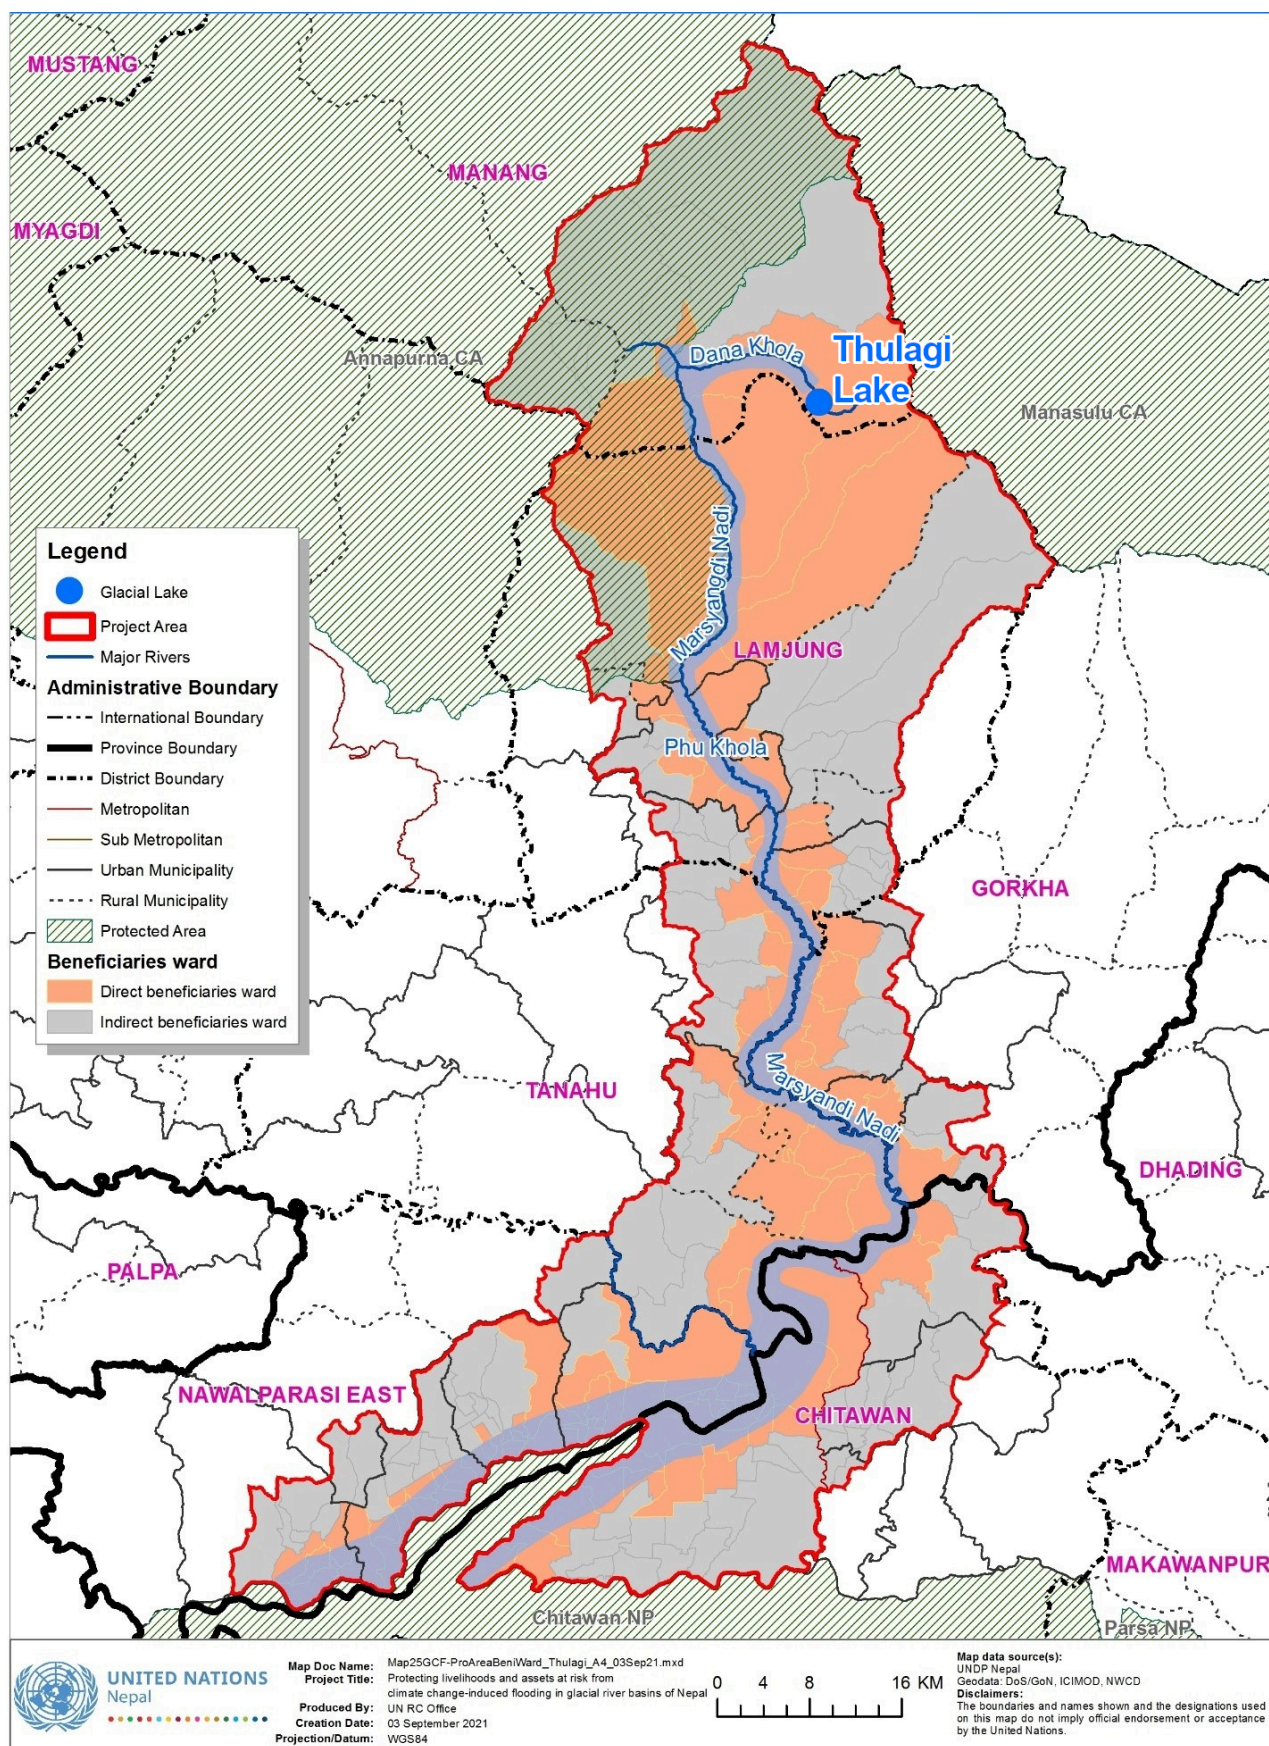 MUSTANG
MANANG
MYAGDI
Annapurna CA
Dana Khola
Thulagi
Lake
Manasulu CA
Marsyangdi Nadi
LAMJUNG
Phu Khola
GORKHA
Marsyandi Nadi
TANAHU
DHADING
PALPA
NAWALPARASI EAST
CHITAWAN
MAKAWANPUR
Chitawan NP
Parsa NP
Legend
Glacial Lake
Project Area
Major Rivers
Administrative Boundary
International Boundary
Province Boundary
District Boundary
Metropolitan
Sub Metropolitan
Urban Municipality
Rural Municipality
Protected Area
Beneficiaries ward
Direct beneficiaries ward
Indirect beneficiaries ward
UNITED NATIONS
Nepal
Map Doc Name: Map25GCF-ProAreaBeniWard_Thulagi_A4_03Sep21.mxd
Project Title: Protecting livelihoods and assets at risk from
climate change-induced flooding in glacial river basins of Nepal
Produced By: UN RC Office
Creation Date: 03 September 2021
Projection/Datum: WGS84
0 4 8 16 KM
Map data source(s):
UNDP Nepal
Geodata: DoS/GoN, ICIMOD, NWCD
Disclaimers:
The boundaries and names shown and the designations used
on this map do not imply official endorsement or acceptance
by the United Nations.